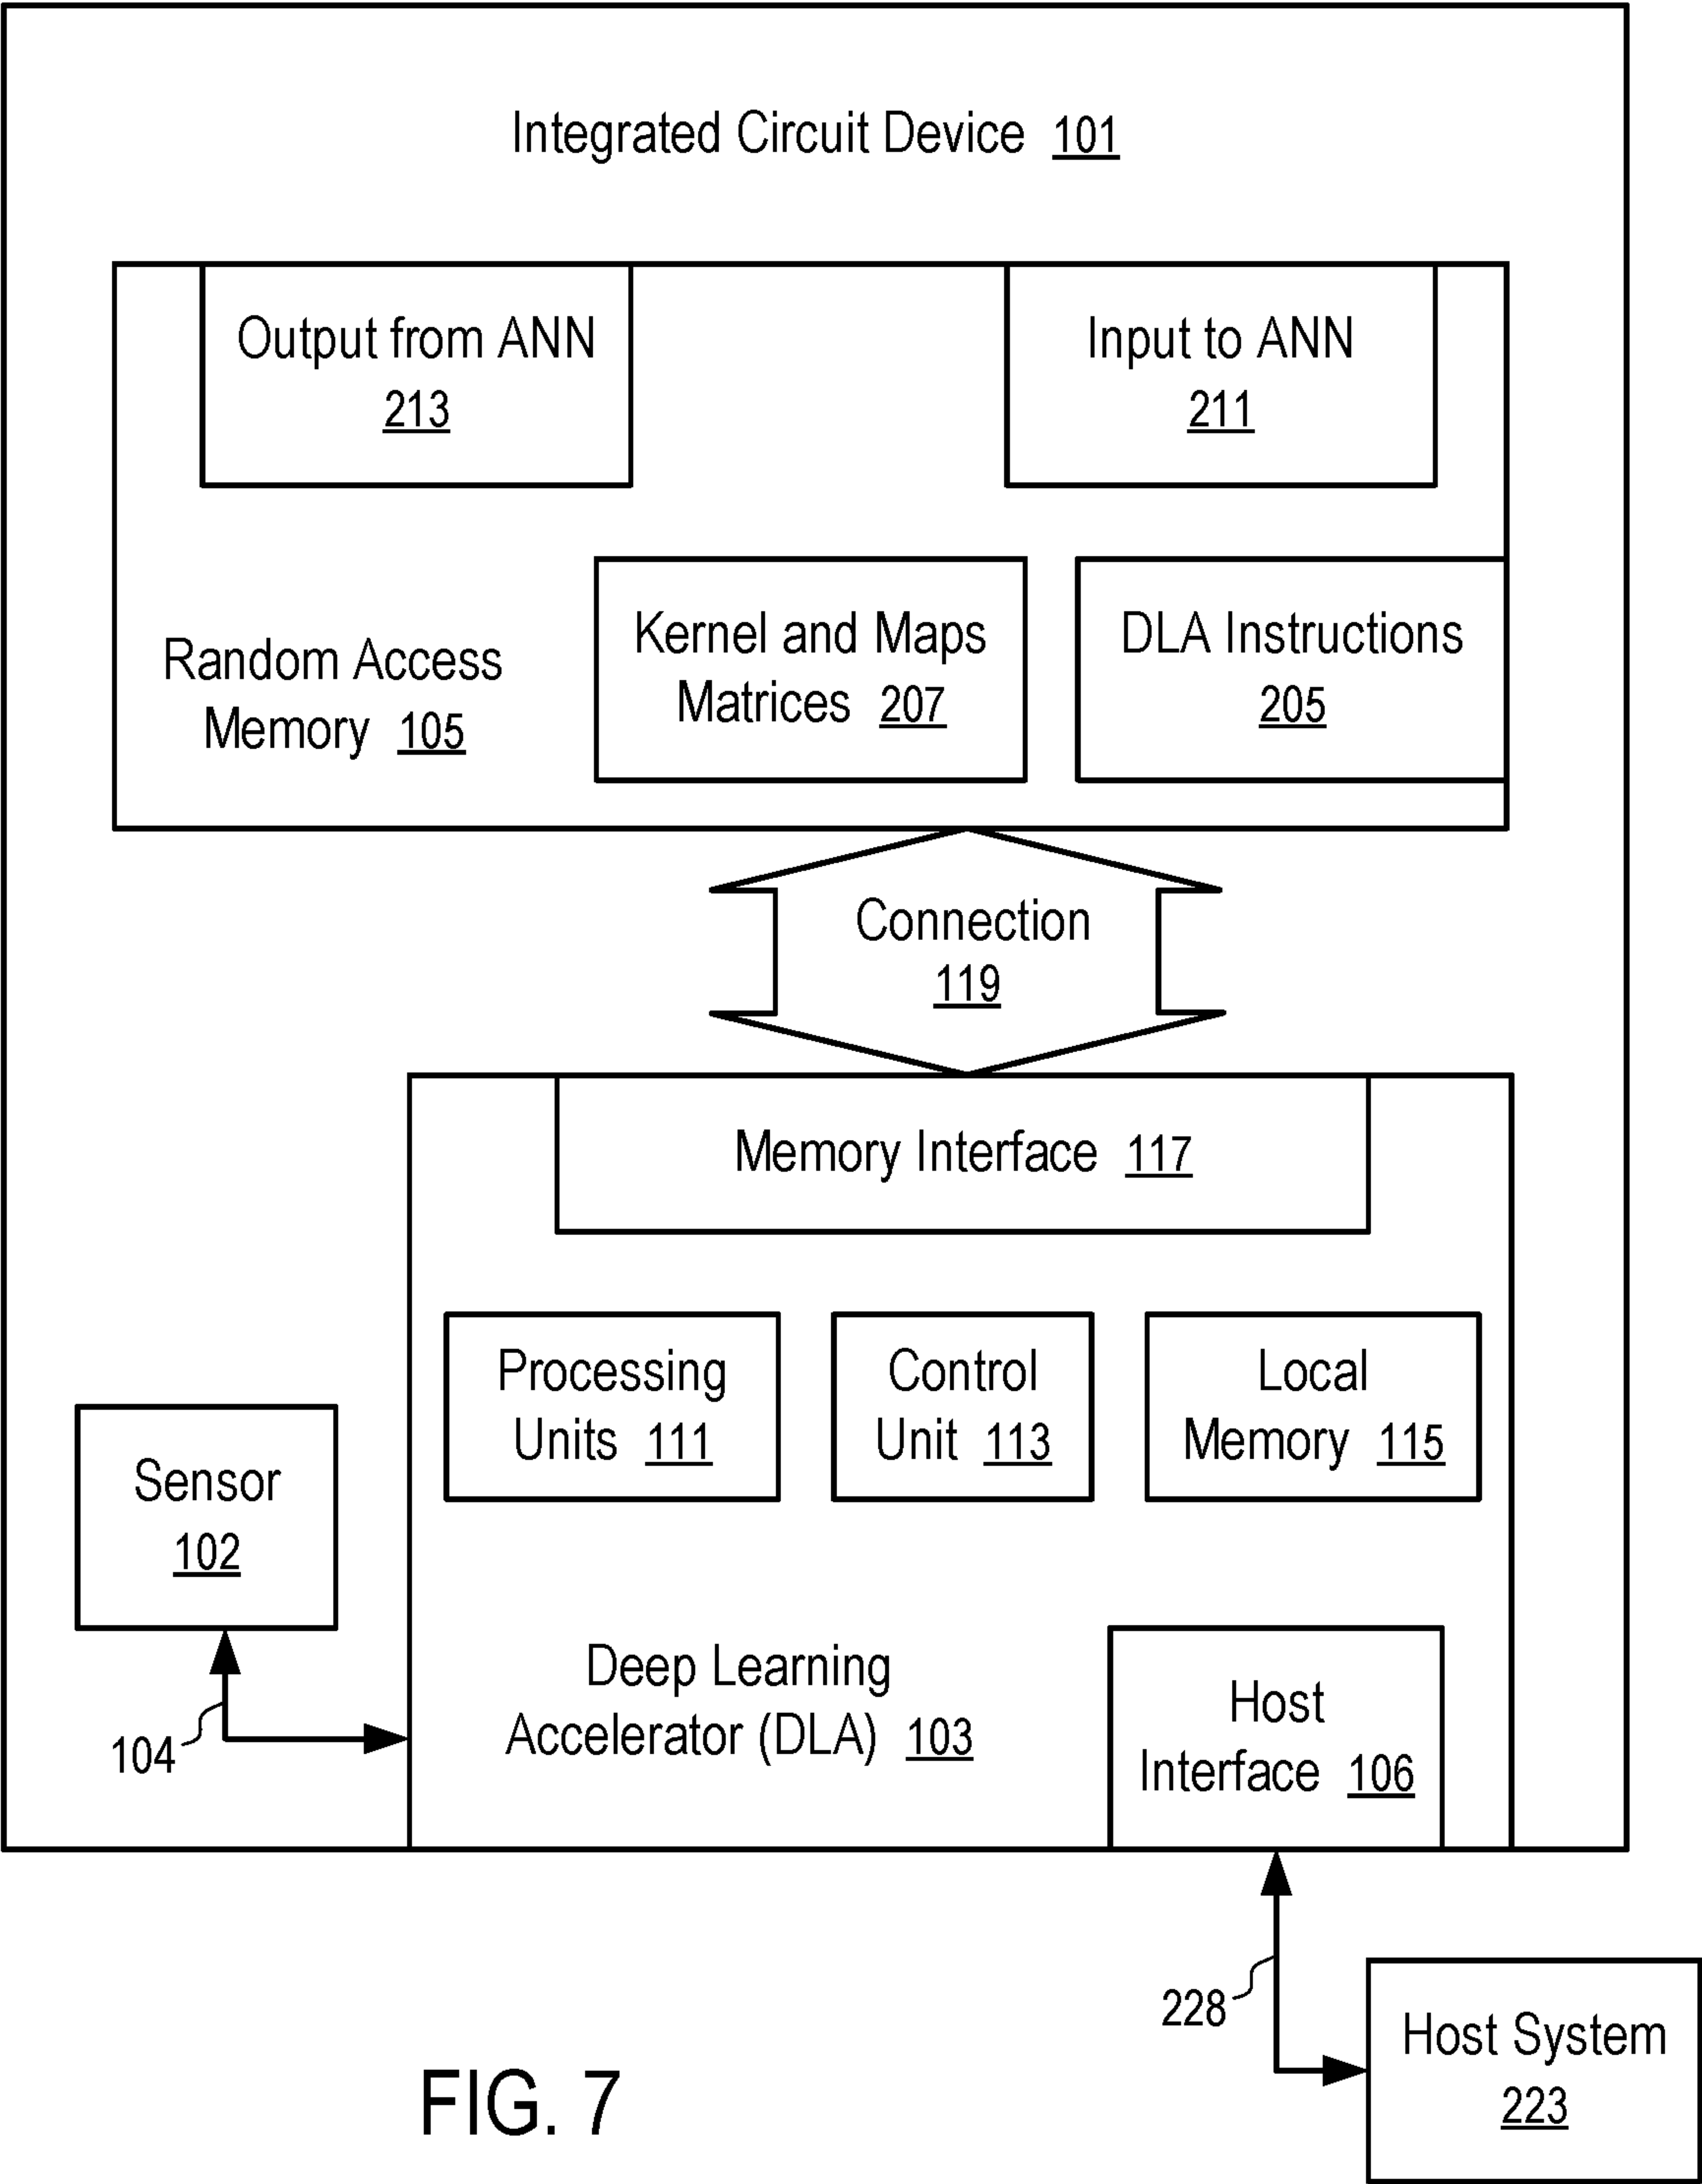 Integrated Circuit Device 101
Output from ANN
213
Input to ANN
211
Random Access
Memory 105
Kernel and Maps
Matrices 207
DLA Instructions
205
Connection
119
Memory Interface 117
Processing
Units 111
Control
Unit 113
Local
Memory 115
Sensor
102
104
Deep Learning
Accelerator (DLA) 103
Host
Interface 106
228
Host System
223
FIG. 7